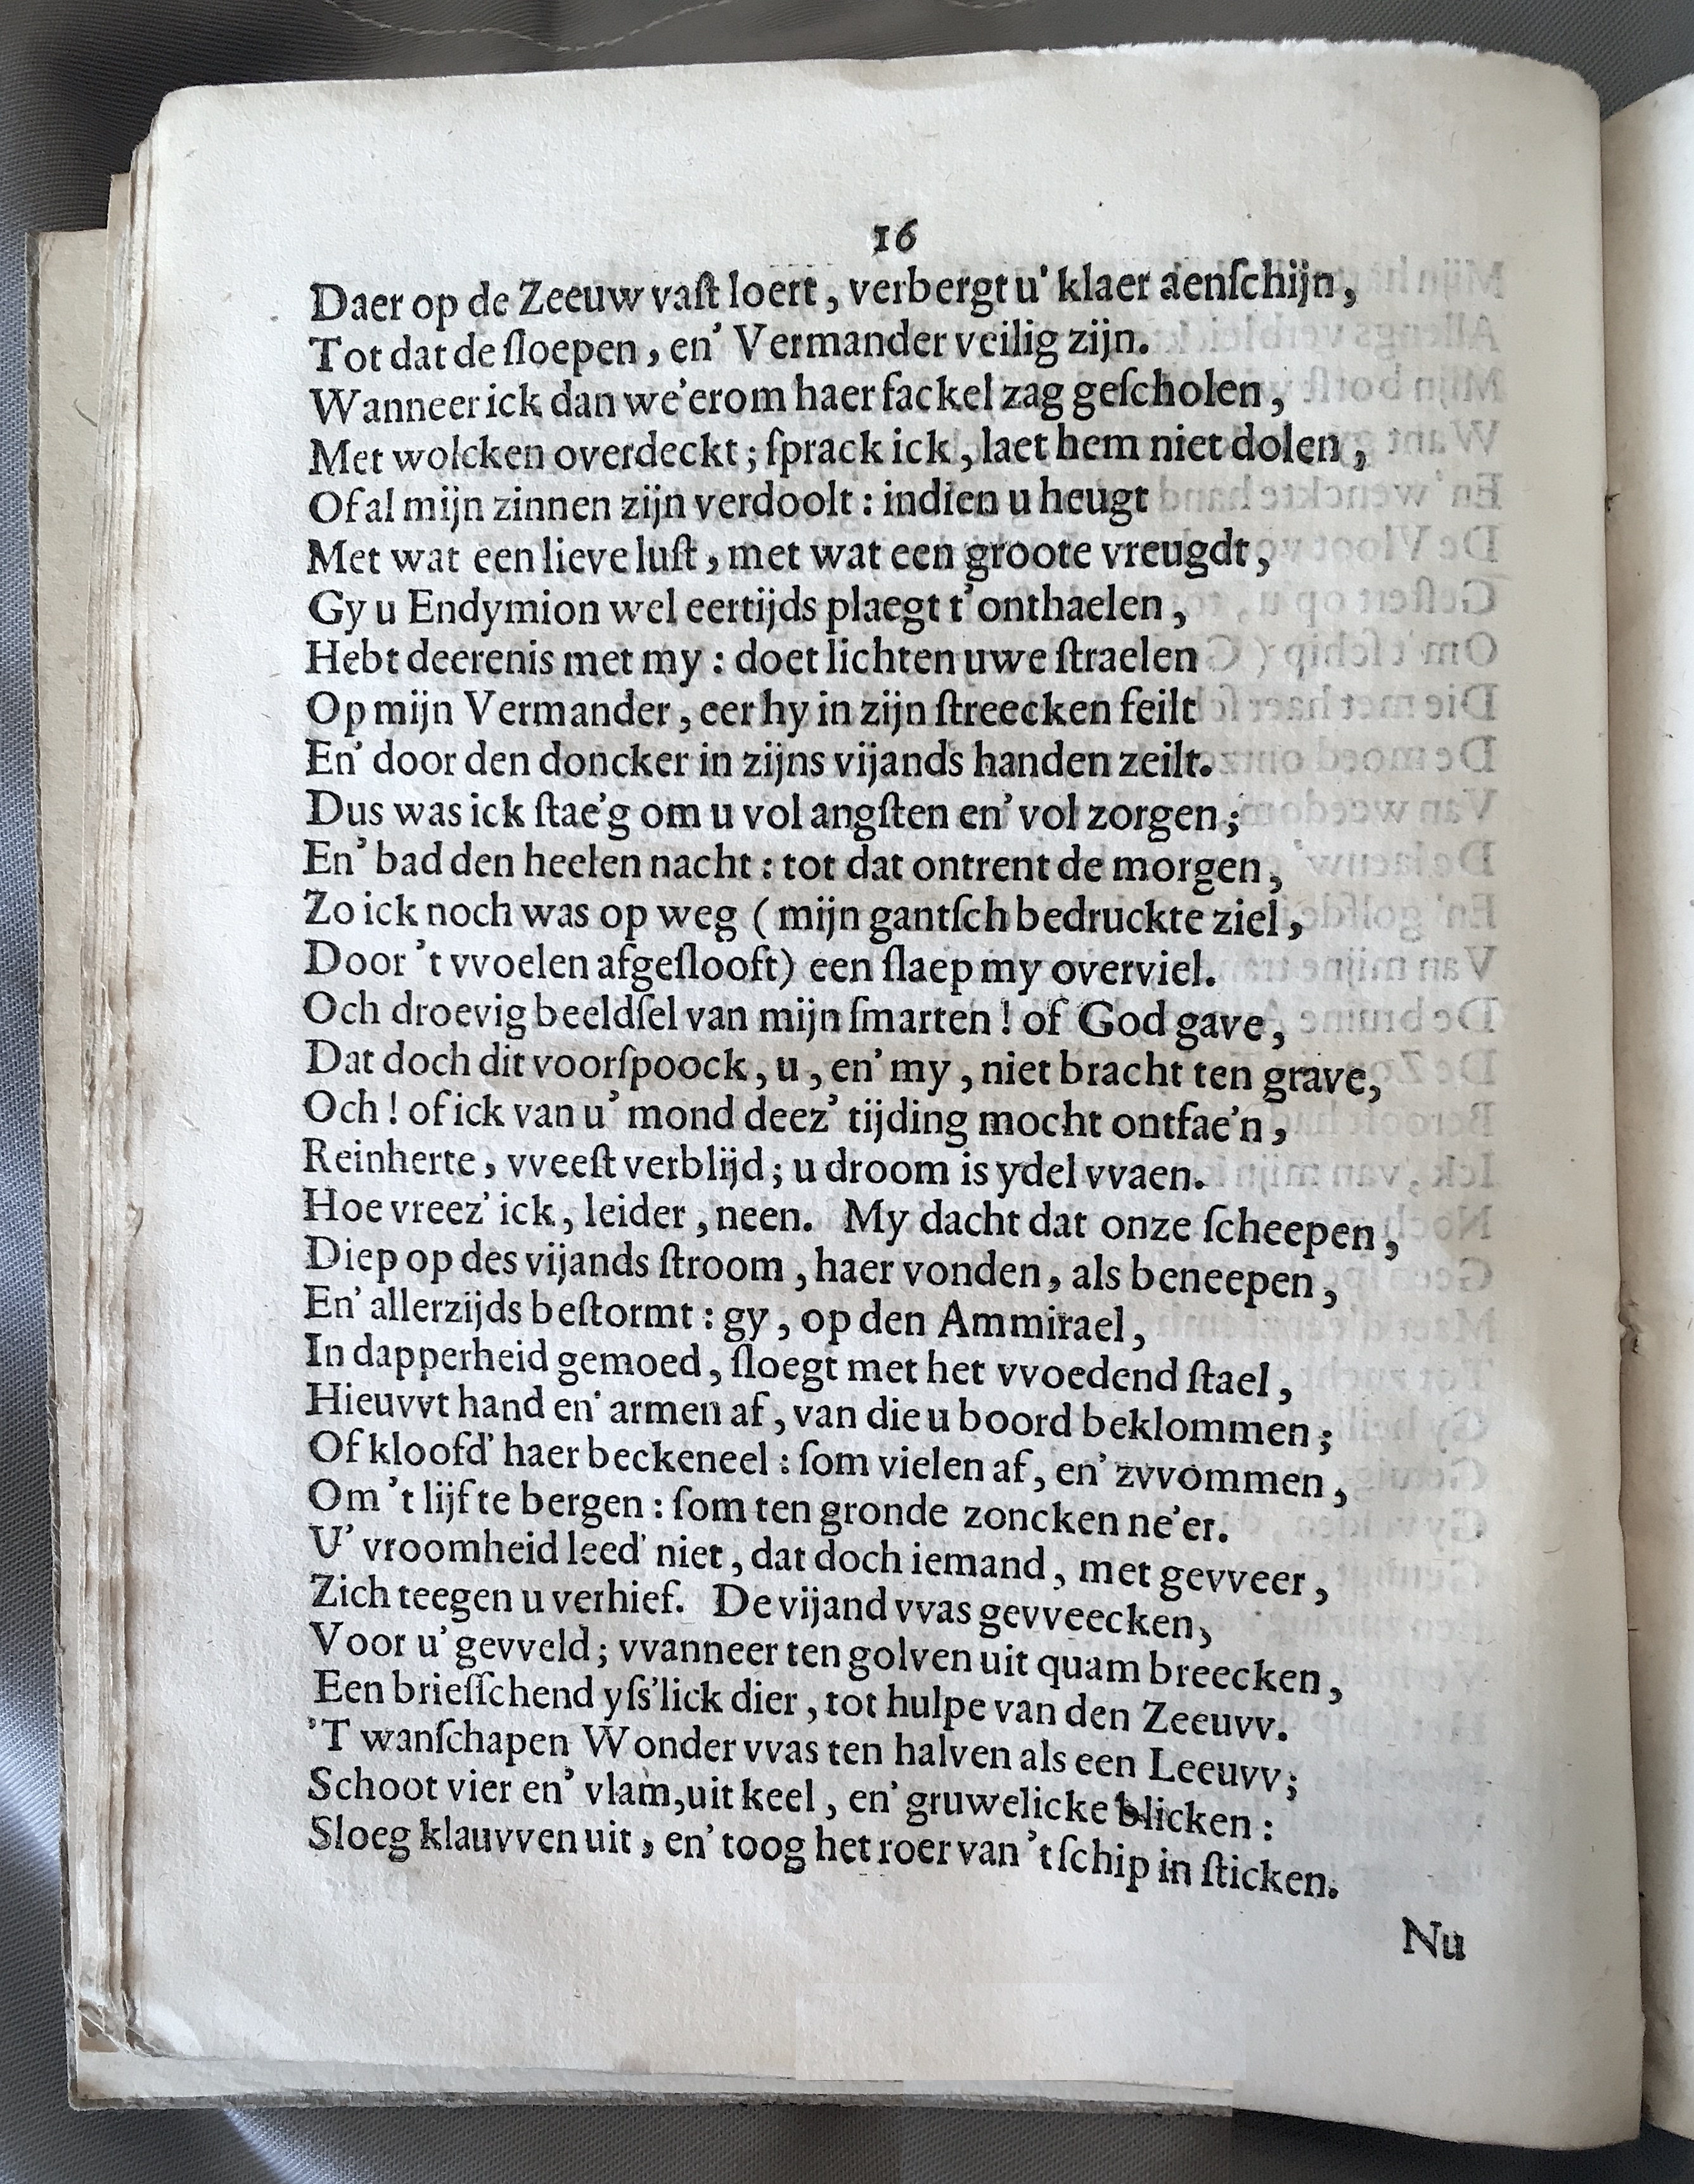 16
Daer op de Zeeuw vaſt loert, verbergt u' klaer aenſchijn,
Tot dat de ſloepen, en' Vermander veilig zijn.
Wanneer ick dan we'erom haer fackel zag geſcholen,
Met wolcken overdeckt; ſprack ick, laet hem niet dolen,
Of al mijn zinnen zijn verdoolt: indien u heugt
Met wat een lieve luſt, met wat een groote vreugdt,
Gy u Endymion wel eertijds plaegt t'onthaelen,
Hebt deerenis met my: doet lichten uwe ſtraelen
Op mijn Vermander, eer hy in zijn ſtreecken feilt
En' door den doncker in zijns vijands handen zeilt.
Dus was ick ſtae'g om u vol angſten en' vol zorgen;
En' bad den heelen nacht: tot dat ontrent de morgen,
Zo ick noch was op weg (mijn gantſch bedruckte ziel,
Door 't vvoelen afgeſlooft) een ſlaep my overviel.
Och droevig beeldſel van mijn ſmarten! of God gave,
Dat doch dit voorſpoock, u, en' my, niet bracht ten grave,
Och! of ick van u' mond deez' tijding mocht ontfae'n,
Reinherte, vveeſt verblijd; u droom is ydel vvaen.
Hoe vreez' ick, leider, neen. My dacht dat onze ſcheepen,
Diep op des vijands ſtroom, haer vonden, als beneepen,
En' allerzijds beſtormt: gy, op den Ammirael,
In dapperheid gemoed, ſloegt met het vvoedend ſtael,
Hieuvvt hand en' armen af, van die u boord beklommen;
Of kloofd' haer beckeneel: ſom vielen af, en' zvvommen,
Om 't lijf te bergen: ſom ten gronde zoncken ne'er.
U' vroomheid leed' niet, dat doch iemand, met gevveer,
Zich teegen u verhief. De vijand vvas gevveecken,
Voor u' gevveld; vvanneer ten golven uit quam breecken,
Een brieſſchend yſs'lick dier, tot hulpe van den Zeeuvv.
'T wanſchapen Wonder vvas ten halven als een Leeuvv;
Schoot vier en' vlam, uit keel, en' gruwelicke blicken:
Sloeg klauvven uit, en' toog het roer van 't ſchip in ſticken.
Nu